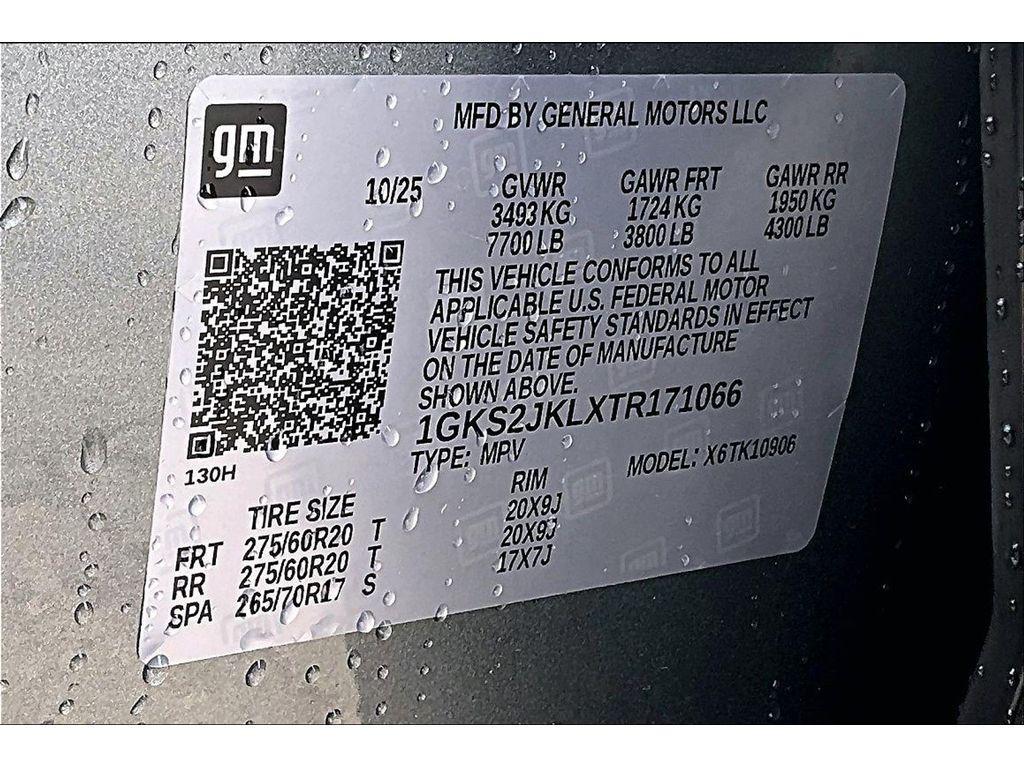 gm
MFD BY GENERAL MOTORS LLC
10/25 GVWR GAWR FRT GAWR RR
3493 KG 1724 KG 1950 KG
7700 LB 3800 LB 4300 LB
THIS VEHICLE CONFORMS TO ALL
APPLICABLE U.S. FEDERAL MOTOR
VEHICLE SAFETY STANDARDS IN EFFECT
ON THE DATE OF MANUFACTURE
SHOWN ABOVE.
1GKS2JKLXTR171066
TYPE: MPV MODEL: X6TK10906
130H
TIRE SIZE RIM
FRT 275/60R20 T 20X9J
RR 275/60R20 T 20X9J
SPA 265/70R17 S 17X7J